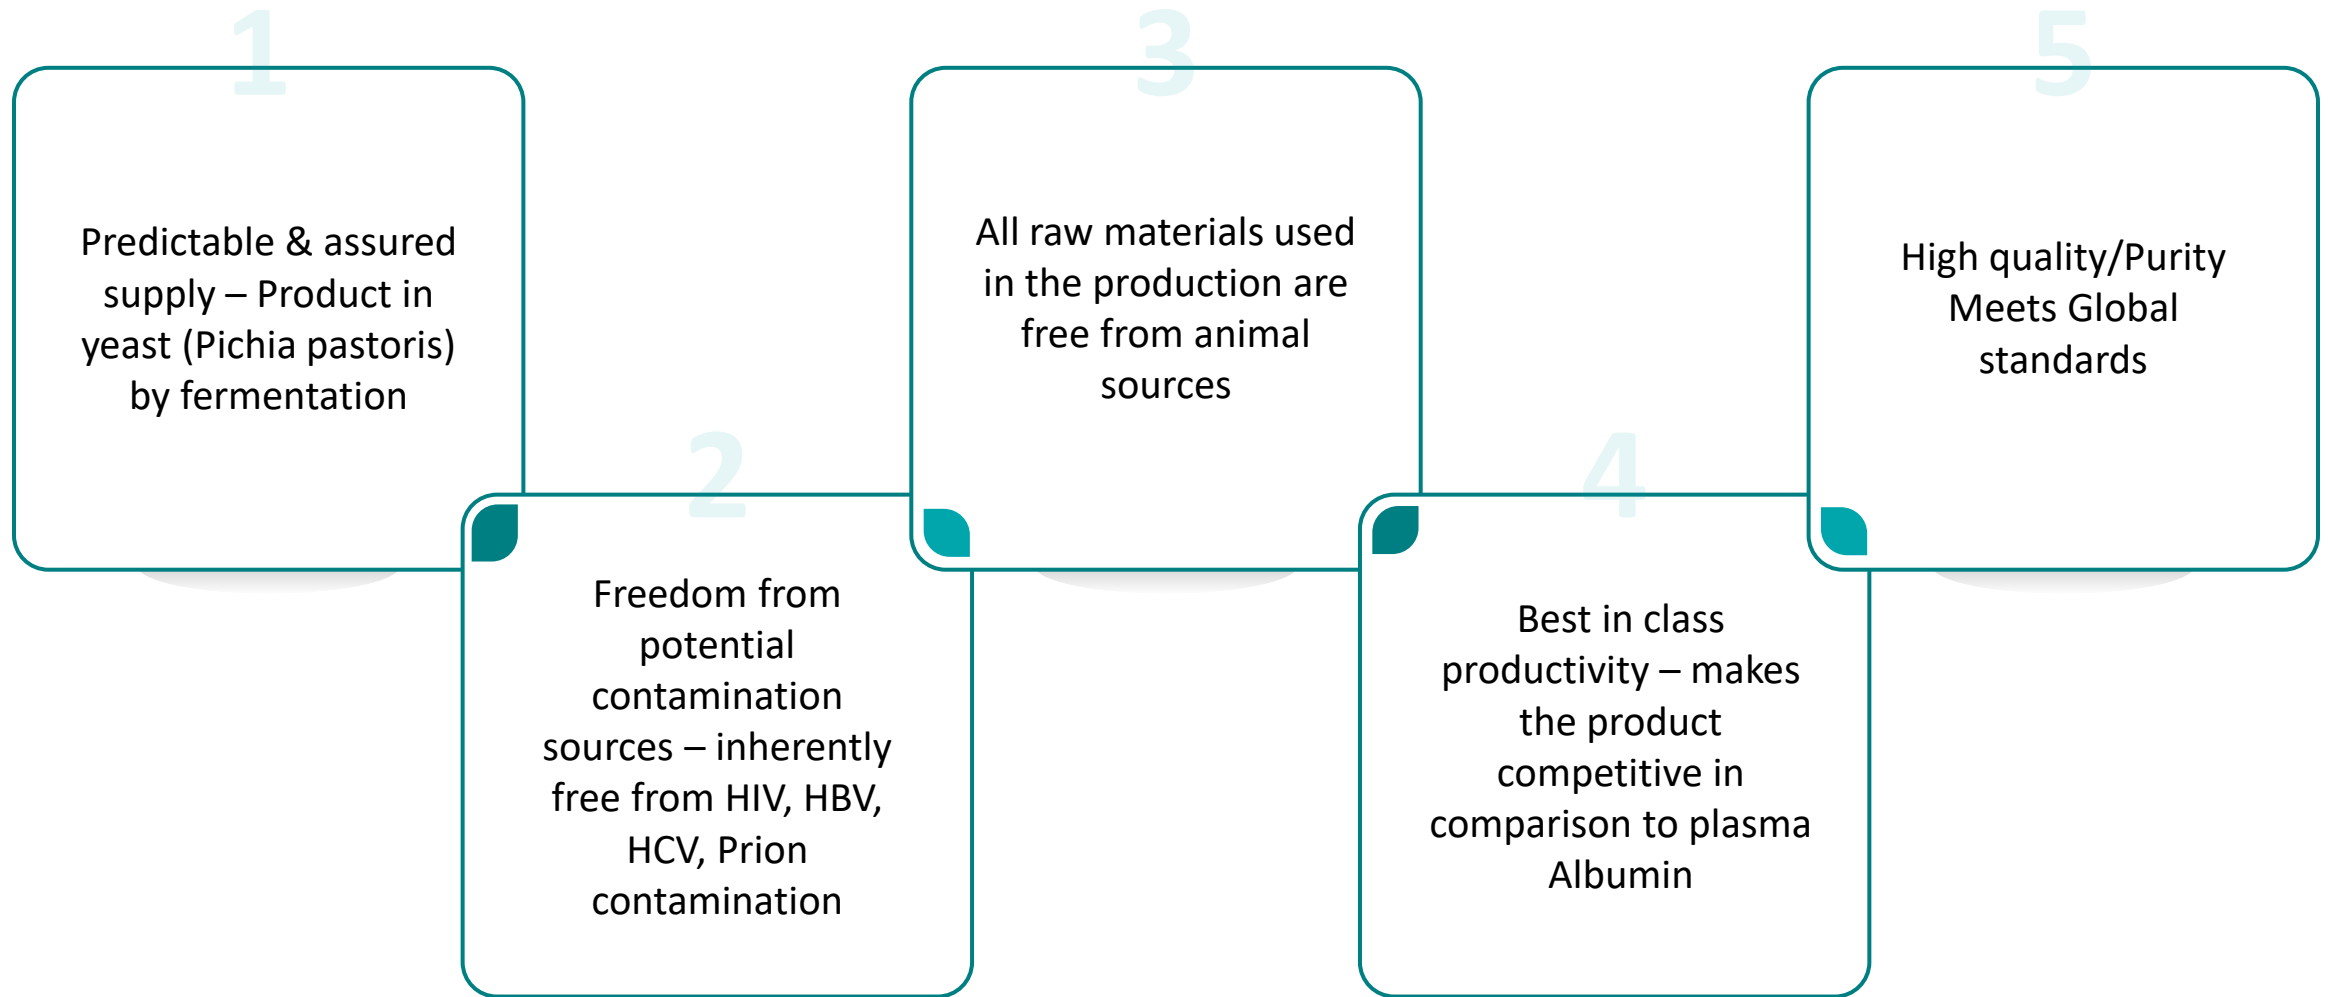 1
Predictable & assured
supply – Product in
yeast (Pichia pastoris)
by fermentation
2
Freedom from
potential
contamination
sources – inherently
free from HIV, HBV,
HCV, Prion
contamination
3
All raw materials used
in the production are
free from animal
sources
4
Best in class
productivity – makes
the product
competitive in
comparison to plasma
Albumin
5
High quality/Purity
Meets Global
standards